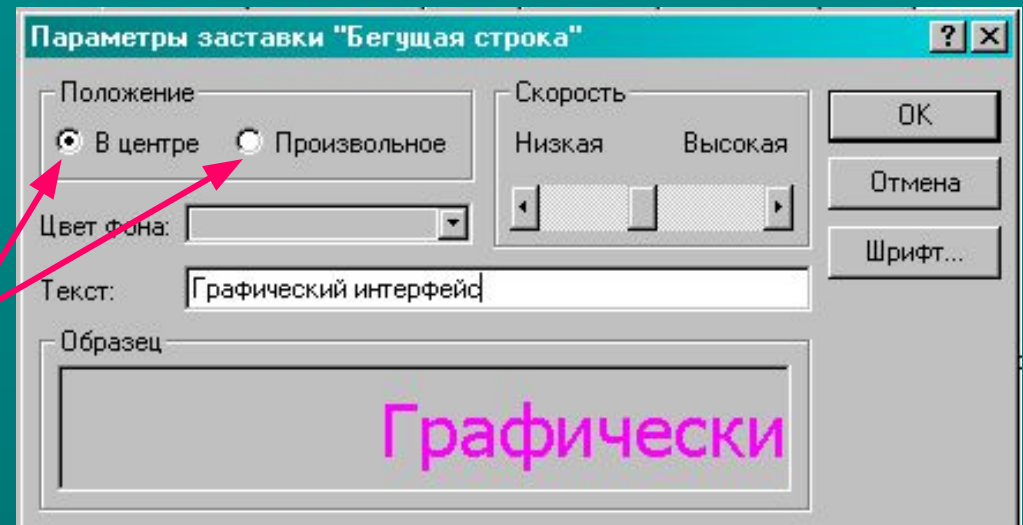 Параметры заставки "Бегущая строка"
Положение
В центре Произвольное
Скорость
Низкая Высокая
OK
Отмена
Шрифт...
Цвет фона:
Текст: Графический интерфейс
Образец
Графически